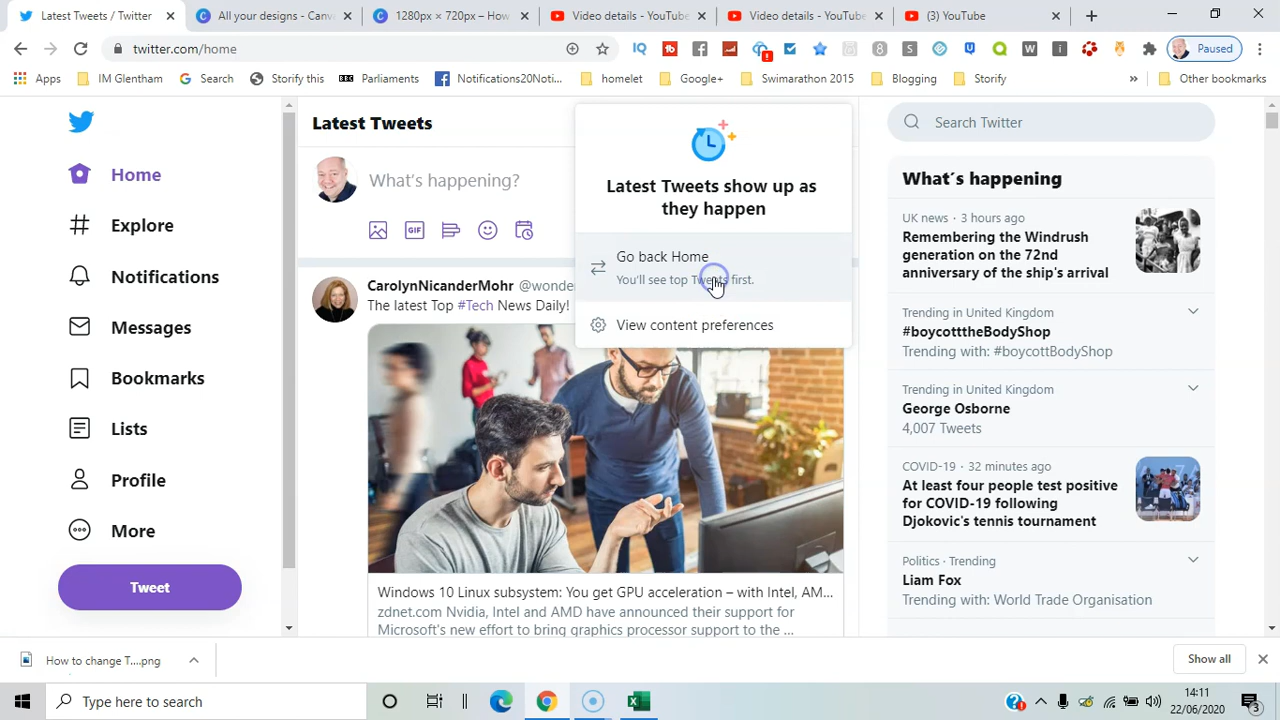 Latest Tweets / Twitter
All your designs - Canv
1280px × 720px – How
Video details - YouTube
Video details - YouTube
(3) YouTube
twitter.com/home
Paused
Apps
IM Glentham
Search
Storify this
Parliaments
Notifications20Noti...
homelet
Google+
Swimarathon 2015
Blogging
Storify
Other bookmarks
Home
Explore
Notifications
Messages
Bookmarks
Lists
Profile
More
Tweet
Latest Tweets
What's happening?
GIF
CarolynNicanderMohr @wonde
The latest Top #Tech News Daily!
Windows 10 Linux subsystem: You get GPU acceleration – with Intel, AM...
zdnet.com Nvidia, Intel and AMD have announced their support for
Microsoft's new effort to bring graphics processor support to the ...
Latest Tweets show up as
they happen
Go back Home
You'll see top Tweets first.
View content preferences
Search Twitter
What's happening
UK news · 3 hours ago
Remembering the Windrush
generation on the 72nd
anniversary of the ship's arrival
Trending in United Kingdom
#boycotttheBodyShop
Trending with: #boycottBodyShop
Trending in United Kingdom
George Osborne
4,007 Tweets
COVID-19 · 32 minutes ago
At least four people test positive
for COVID-19 following
Djokovic's tennis tournament
Politics · Trending
Liam Fox
Trending with: World Trade Organisation
How to change T....png
Show all
Type here to search
14:11
22/06/2020
3